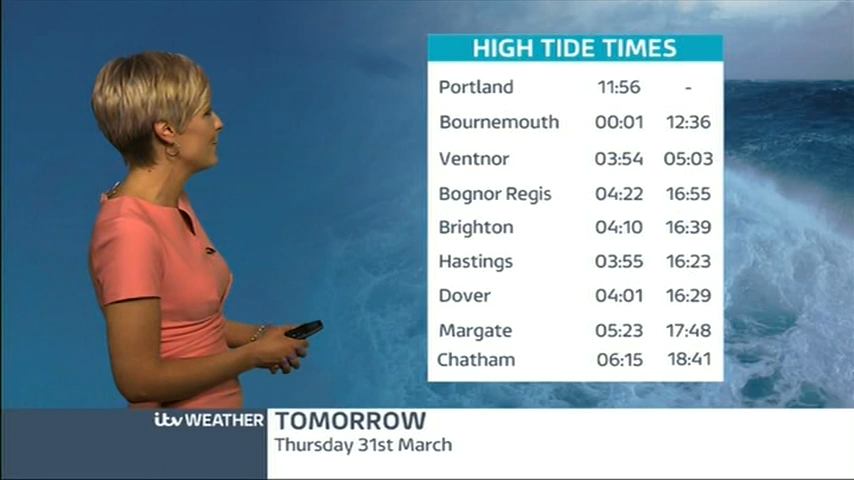 HIGH TIDE TIMES
Portland 11:56 -
Bournemouth 00:01 12:36
Ventnor 03:54 05:03
Bognor Regis 04:22 16:55
Brighton 04:10 16:39
Hastings 03:55 16:23
Dover 04:01 16:29
Margate 05:23 17:48
Chatham 06:15 18:41
itv WEATHER TOMORROW
Thursday 31st March